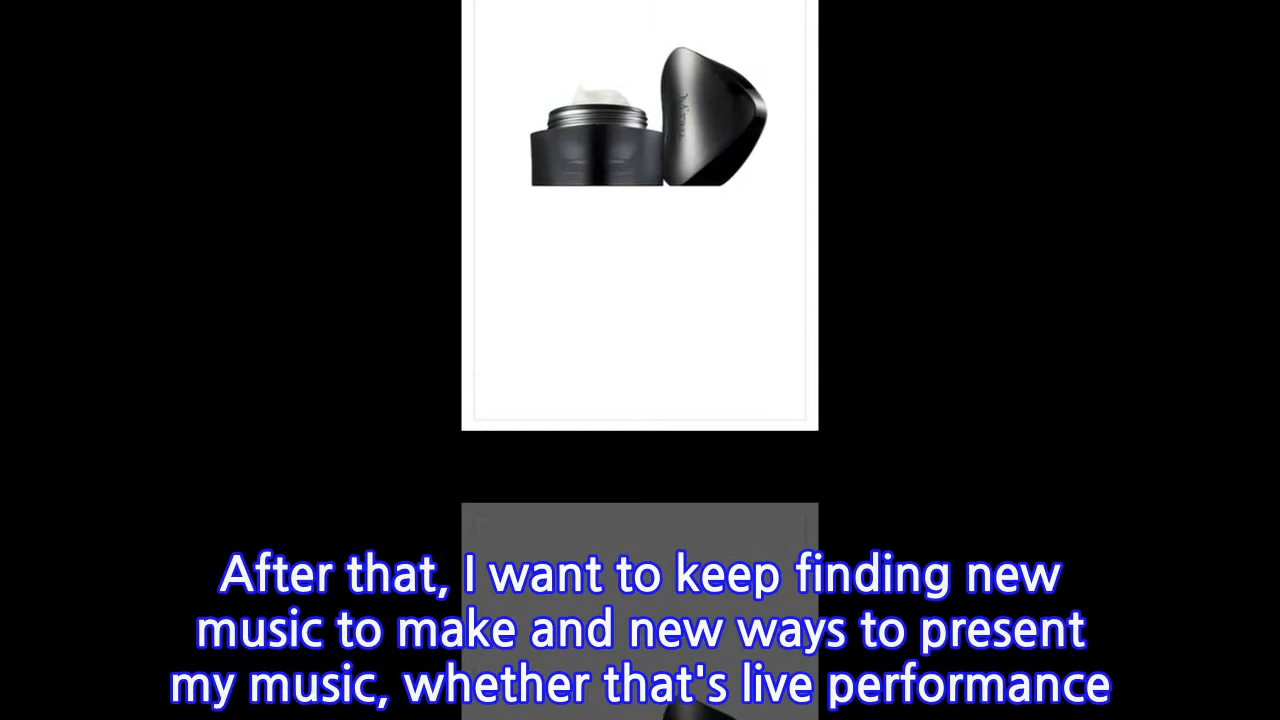 After that, I want to keep finding new
music to make and new ways to present
my music, whether that's live performance